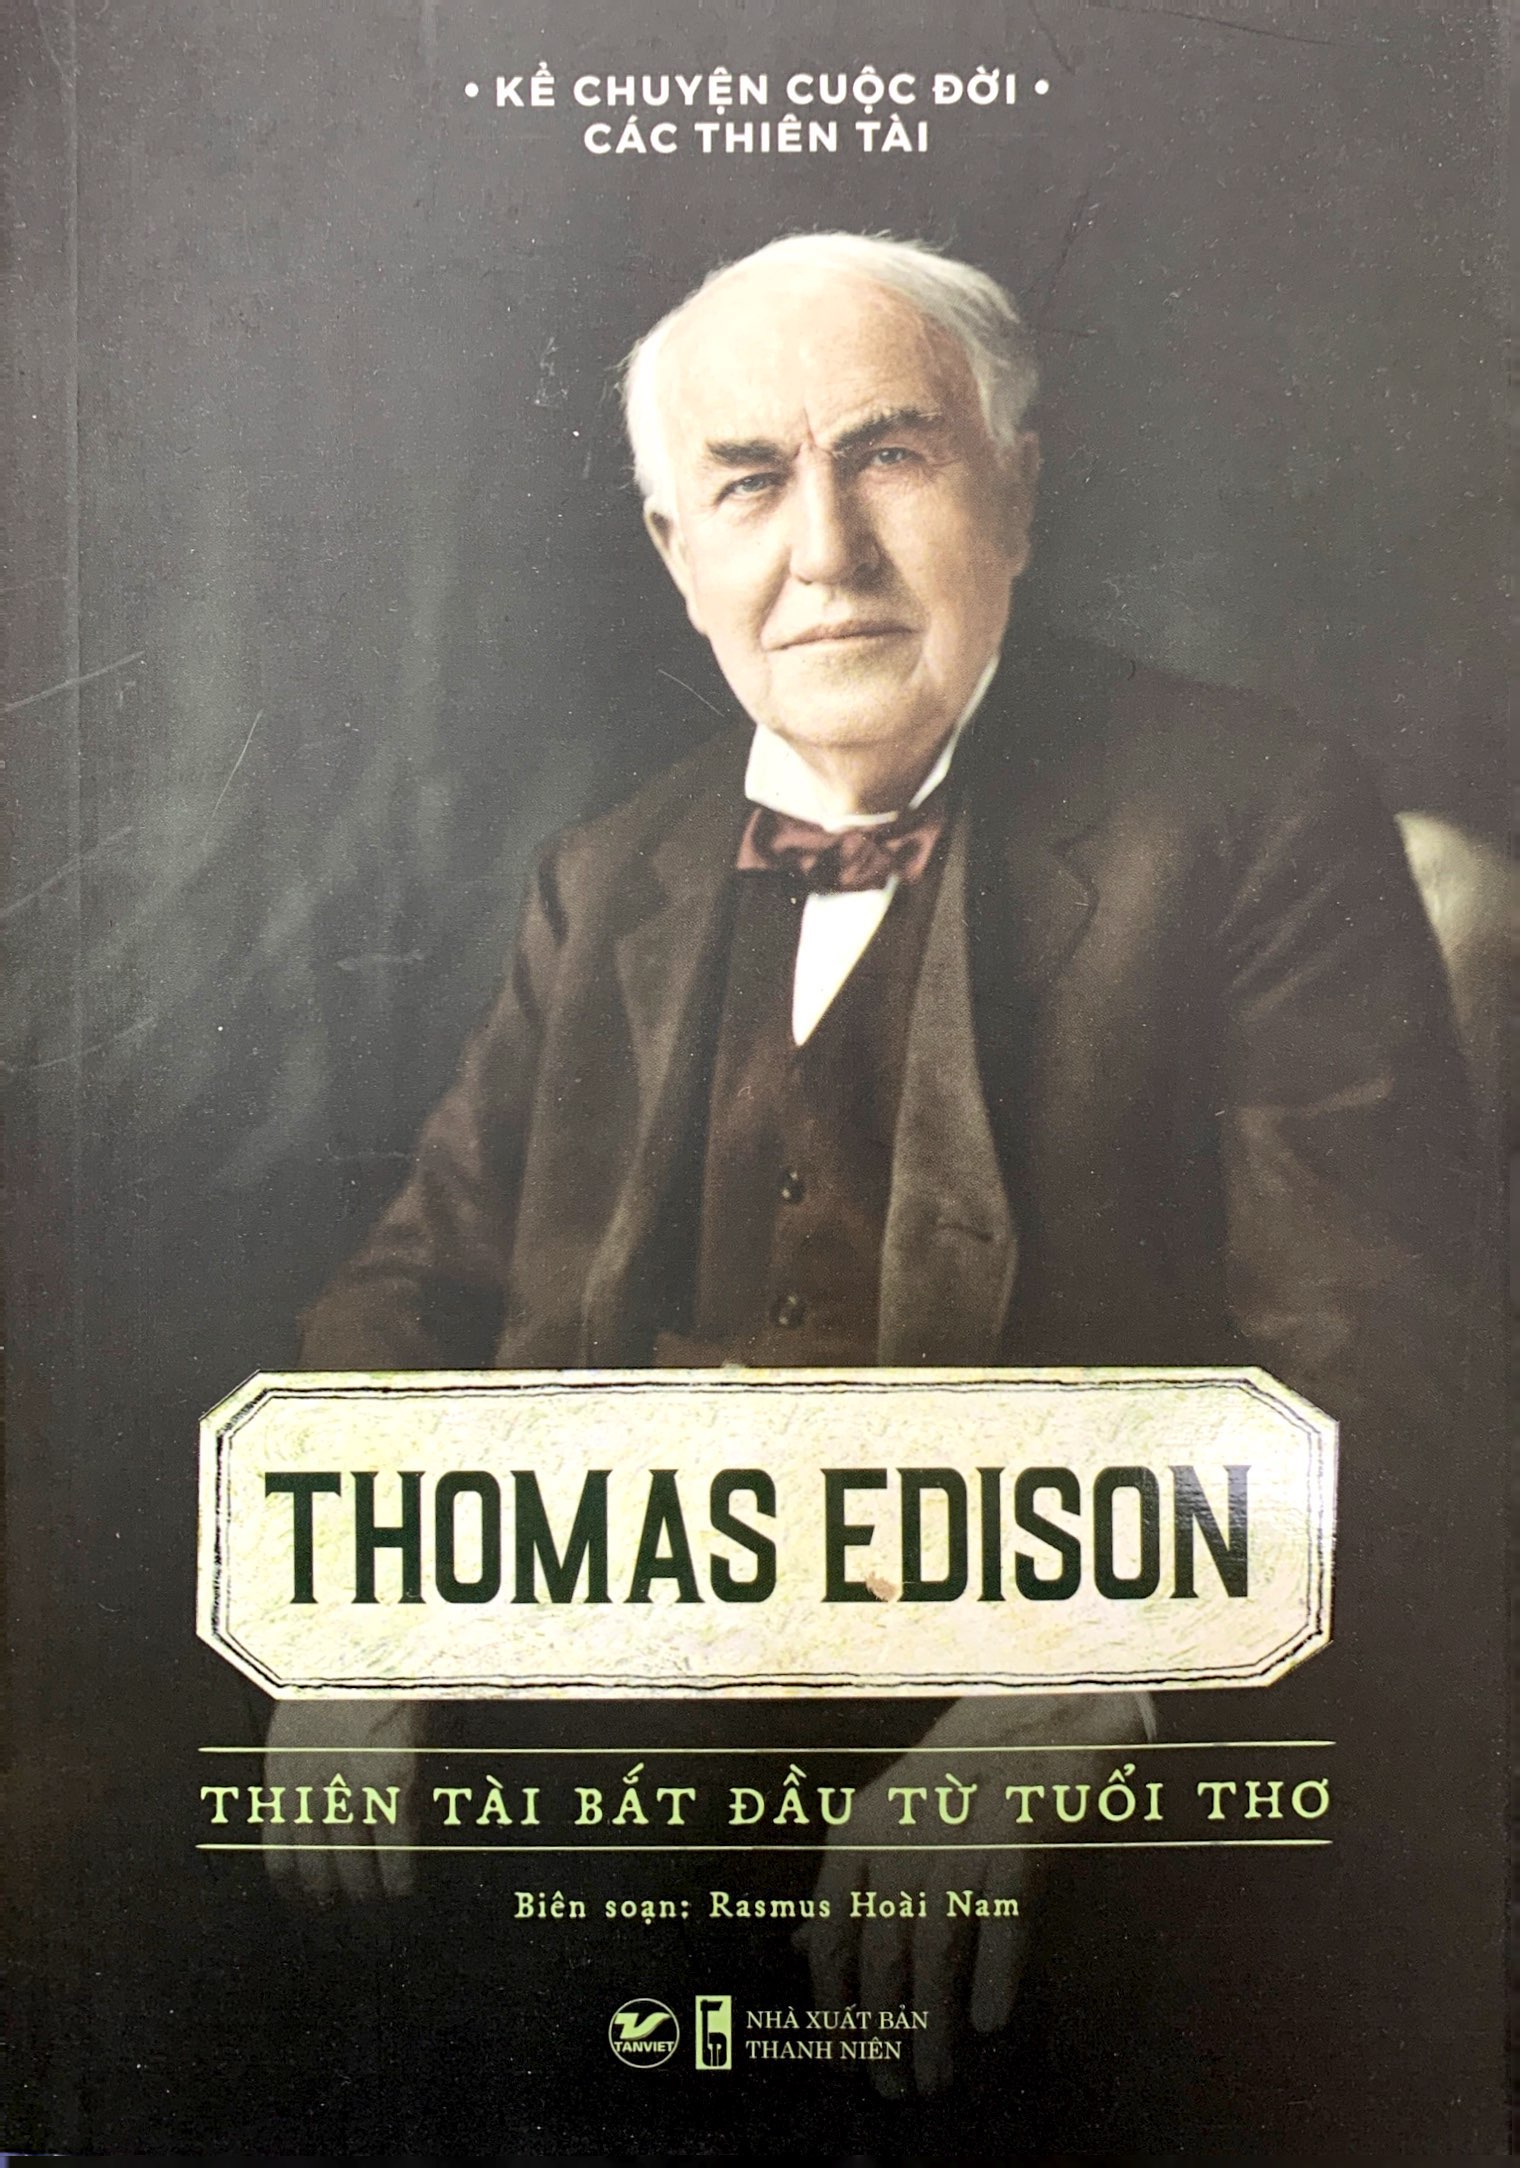 • KỂ CHUYỆN CUỘC ĐỜI •
CÁC THIÊN TÀI
THOMAS EDISON
THIÊN TÀI BẮT ĐẦU TỪ TUỔI THƠ
Biên soạn: Rasmus Hoài Nam
TANVIET
NHÀ XUẤT BẢN
THANH NIÊN